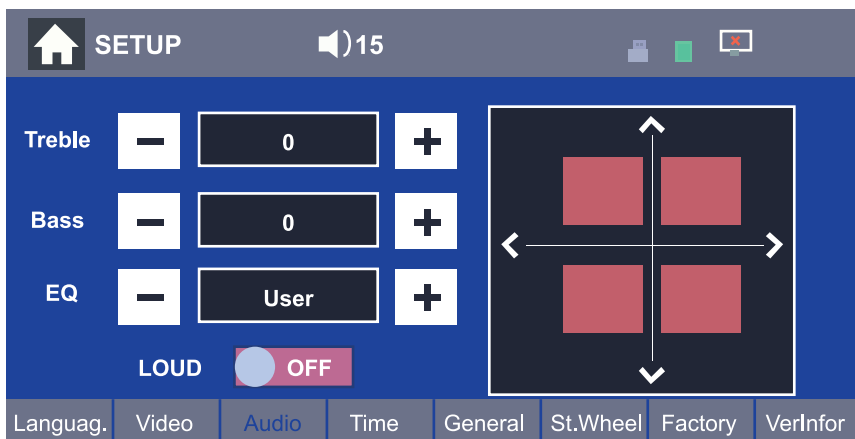 SETUP 15
Treble 0
Bass 0
EQ User
LOUD OFF
Languag. Video Audio Time General St.Wheel Factory VerInfor